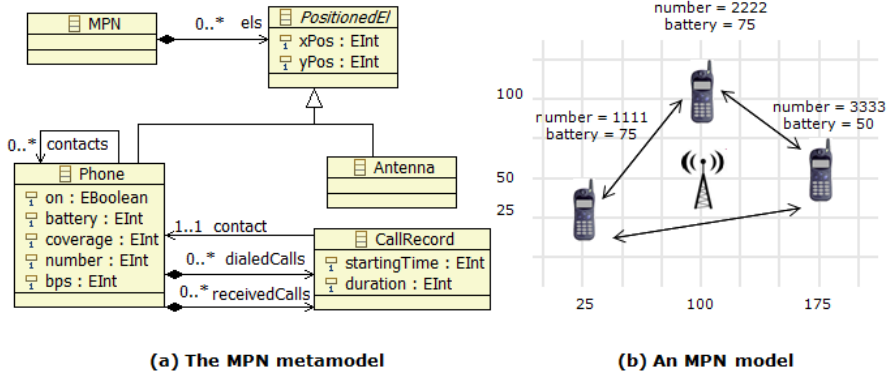 MPN
0..* els
PositionedEl
xPos : EInt
yPos : EInt
0..* contacts
Phone
on : EBoolean
battery : EInt
coverage : EInt
number : EInt
bps : EInt
Antenna
1..1 contact
0..* dialedCalls
0..* receivedCalls
CallRecord
startingTime : EInt
duration : EInt
(a) The MPN metamodel
number = 2222
battery = 75
number = 1111
battery = 75
number = 3333
battery = 50
100
50
25
25 100 175
(b) An MPN model